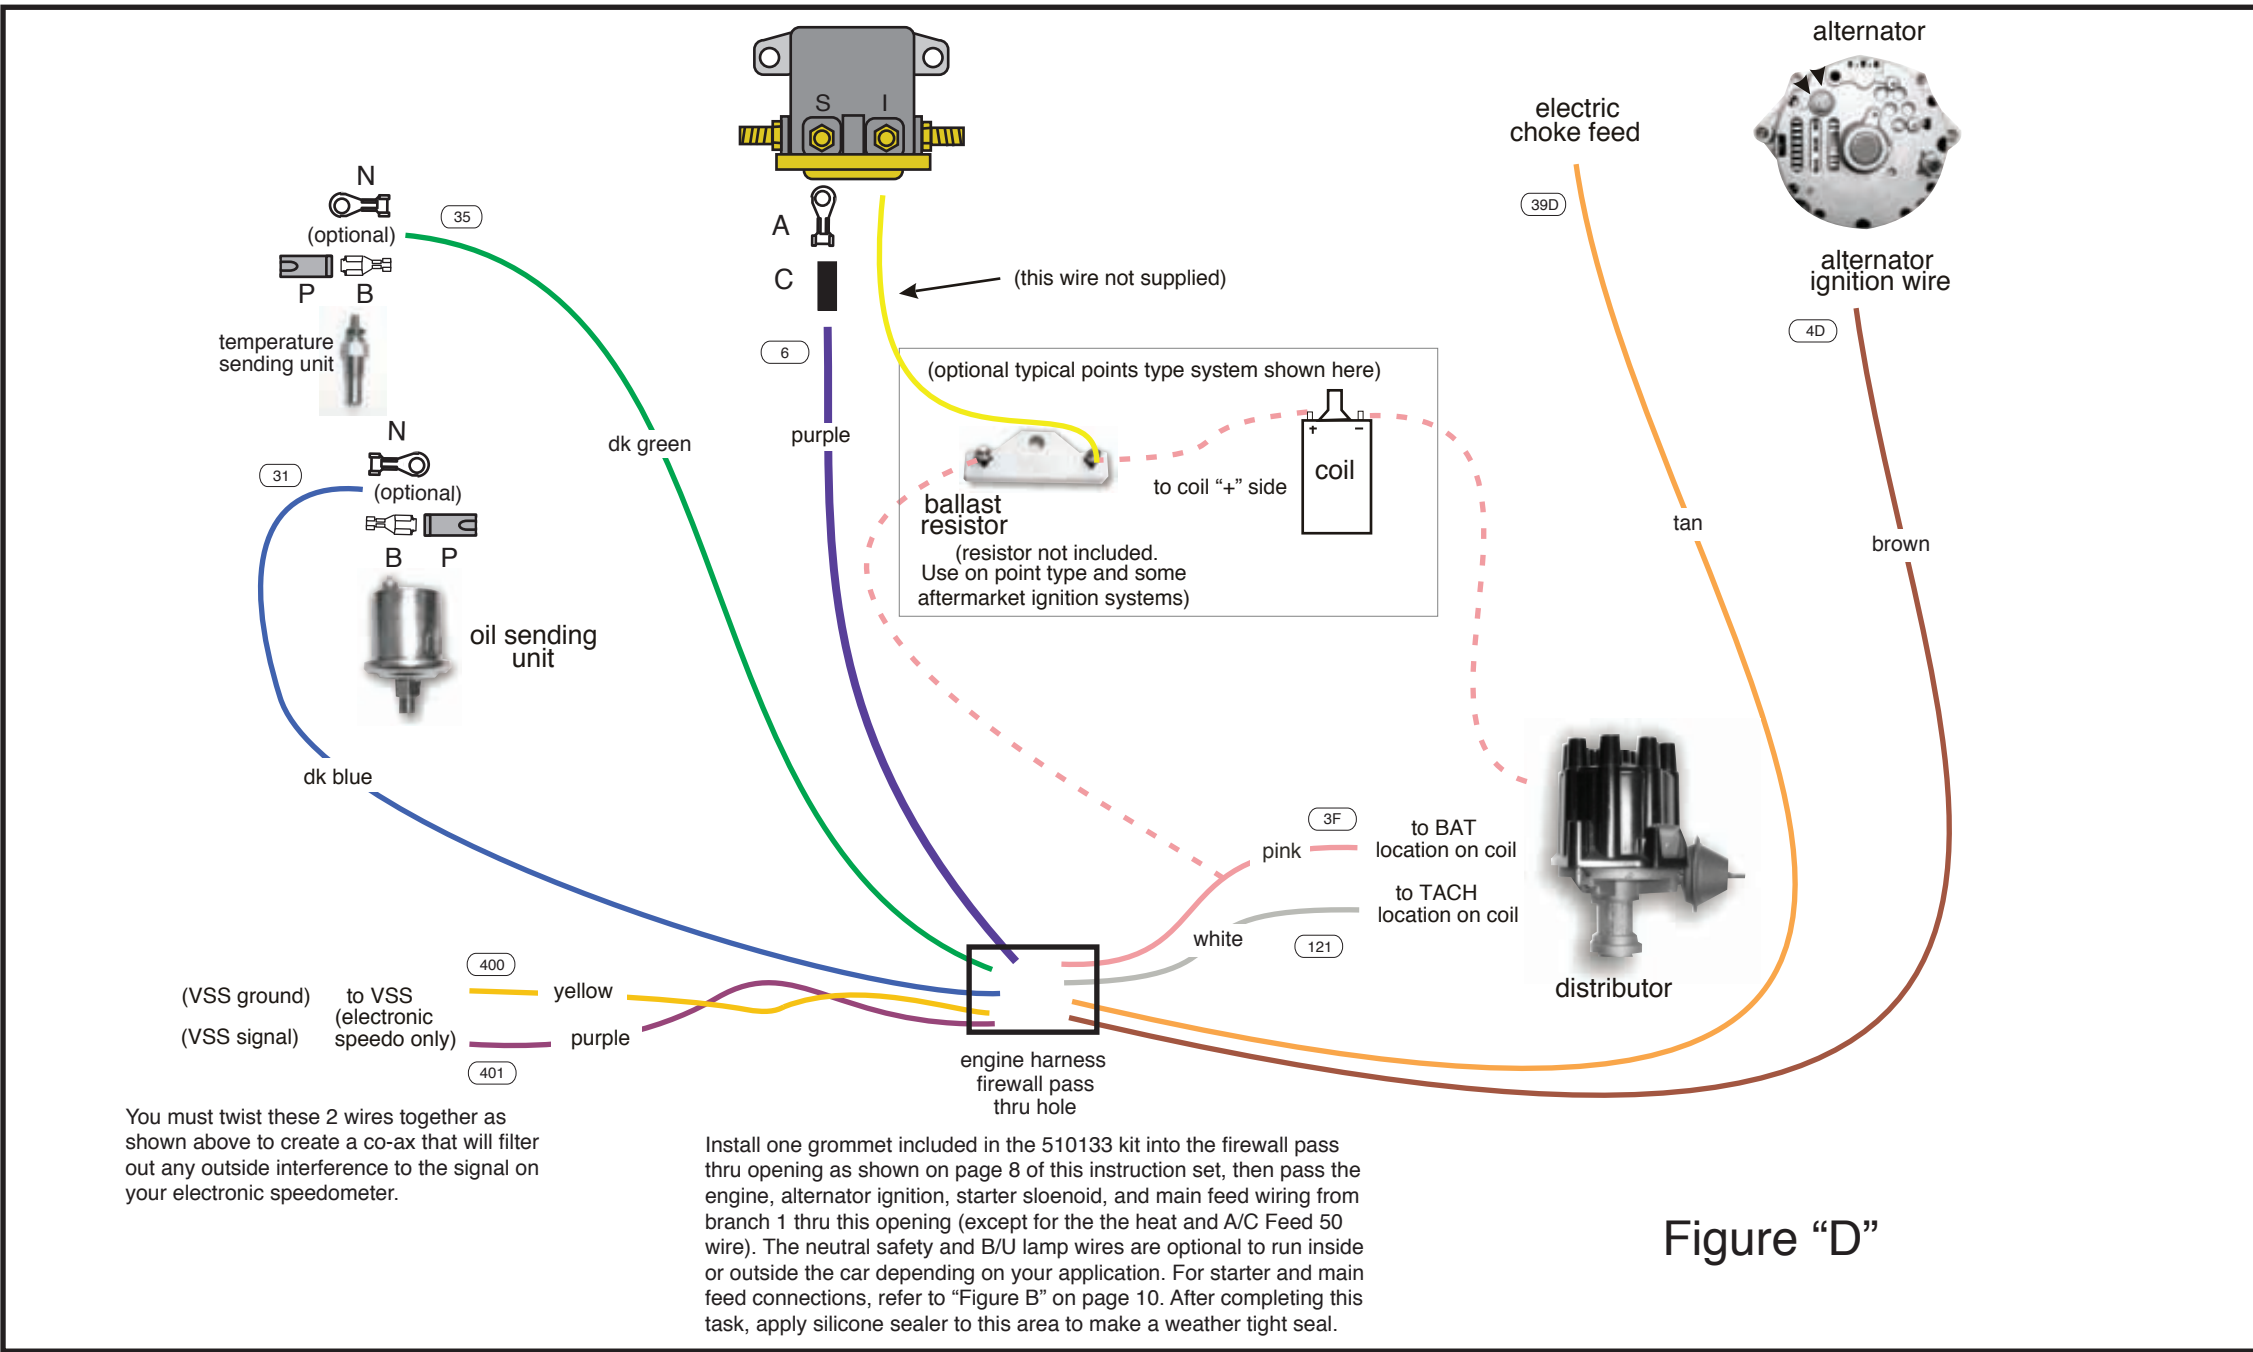 alternator
S I
electric
choke feed
39D
N
(optional)
35
P B
temperature
sending unit
A
C
(this wire not supplied)
6
alternator
ignition wire
4D
(optional typical points type system shown here)
purple
dk green
+ -
coil
to coil “+” side
ballast
resistor
(resistor not included.
Use on point type and some
aftermarket ignition systems)
N
31
(optional)
B P
oil sending
unit
tan
brown
dk blue
3F
pink
to BAT
location on coil
to TACH
location on coil
white
121
distributor
400
(VSS ground)
(VSS signal)
to VSS
(electronic
speedo only)
yellow
purple
401
engine harness
firewall pass
thru hole
You must twist these 2 wires together as
shown above to create a co-ax that will filter
out any outside interference to the signal on
your electronic speedometer.
Install one grommet included in the 510133 kit into the firewall pass
thru opening as shown on page 8 of this instruction set, then pass the
engine, alternator ignition, starter sloenoid, and main feed wiring from
branch 1 thru this opening (except for the the heat and A/C Feed 50
wire). The neutral safety and B/U lamp wires are optional to run inside
or outside the car depending on your application. For starter and main
feed connections, refer to “Figure B” on page 10. After completing this
task, apply silicone sealer to this area to make a weather tight seal.
Figure “D”